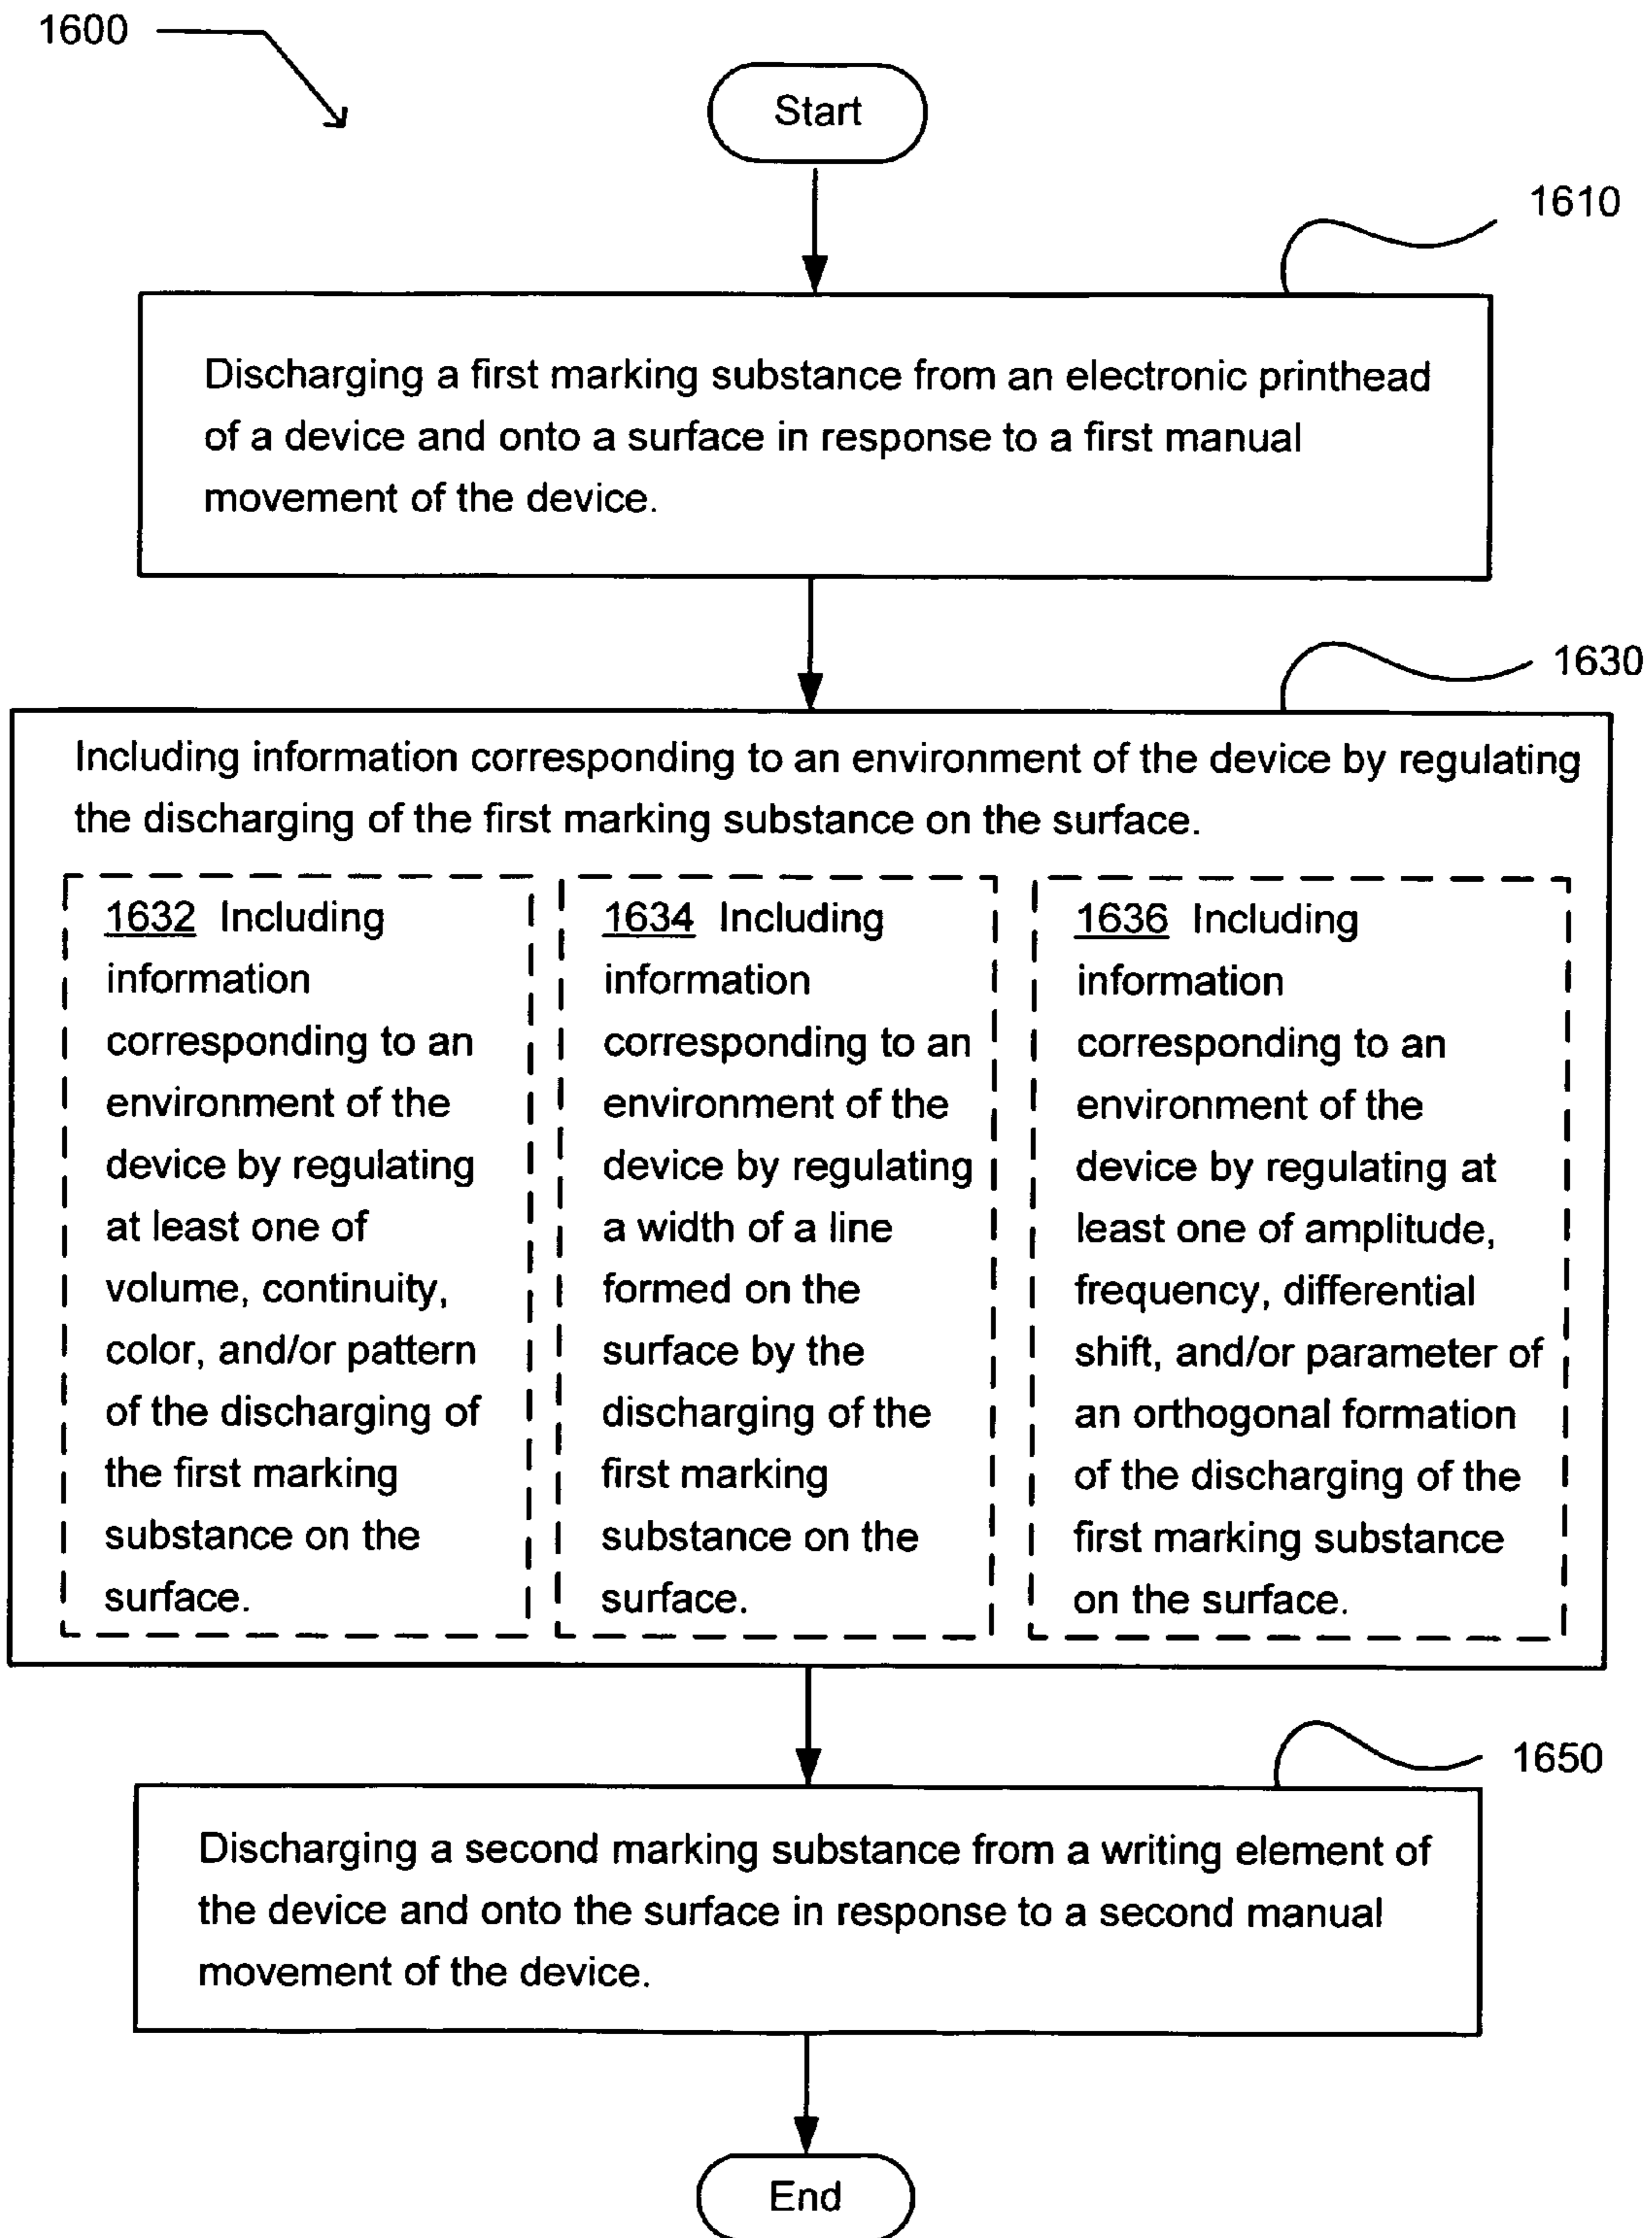 1600
Start
1610
Discharging a first marking substance from an electronic printhead
of a device and onto a surface in response to a first manual
movement of the device.
1630
Including information corresponding to an environment of the device by regulating
the discharging of the first marking substance on the surface.
1632 Including
information
corresponding to an
environment of the
device by regulating
at least one of
volume, continuity,
color, and/or pattern
of the discharging of
the first marking
substance on the
surface.
1634 Including
information
corresponding to an
environment of the
device by regulating
a width of a line
formed on the
surface by the
discharging of the
first marking
substance on the
surface.
1636 Including
information
corresponding to an
environment of the
device by regulating at
least one of amplitude,
frequency, differential
shift, and/or parameter of
an orthogonal formation
of the discharging of the
first marking substance
on the surface.
1650
Discharging a second marking substance from a writing element of
the device and onto the surface in response to a second manual
movement of the device.
End